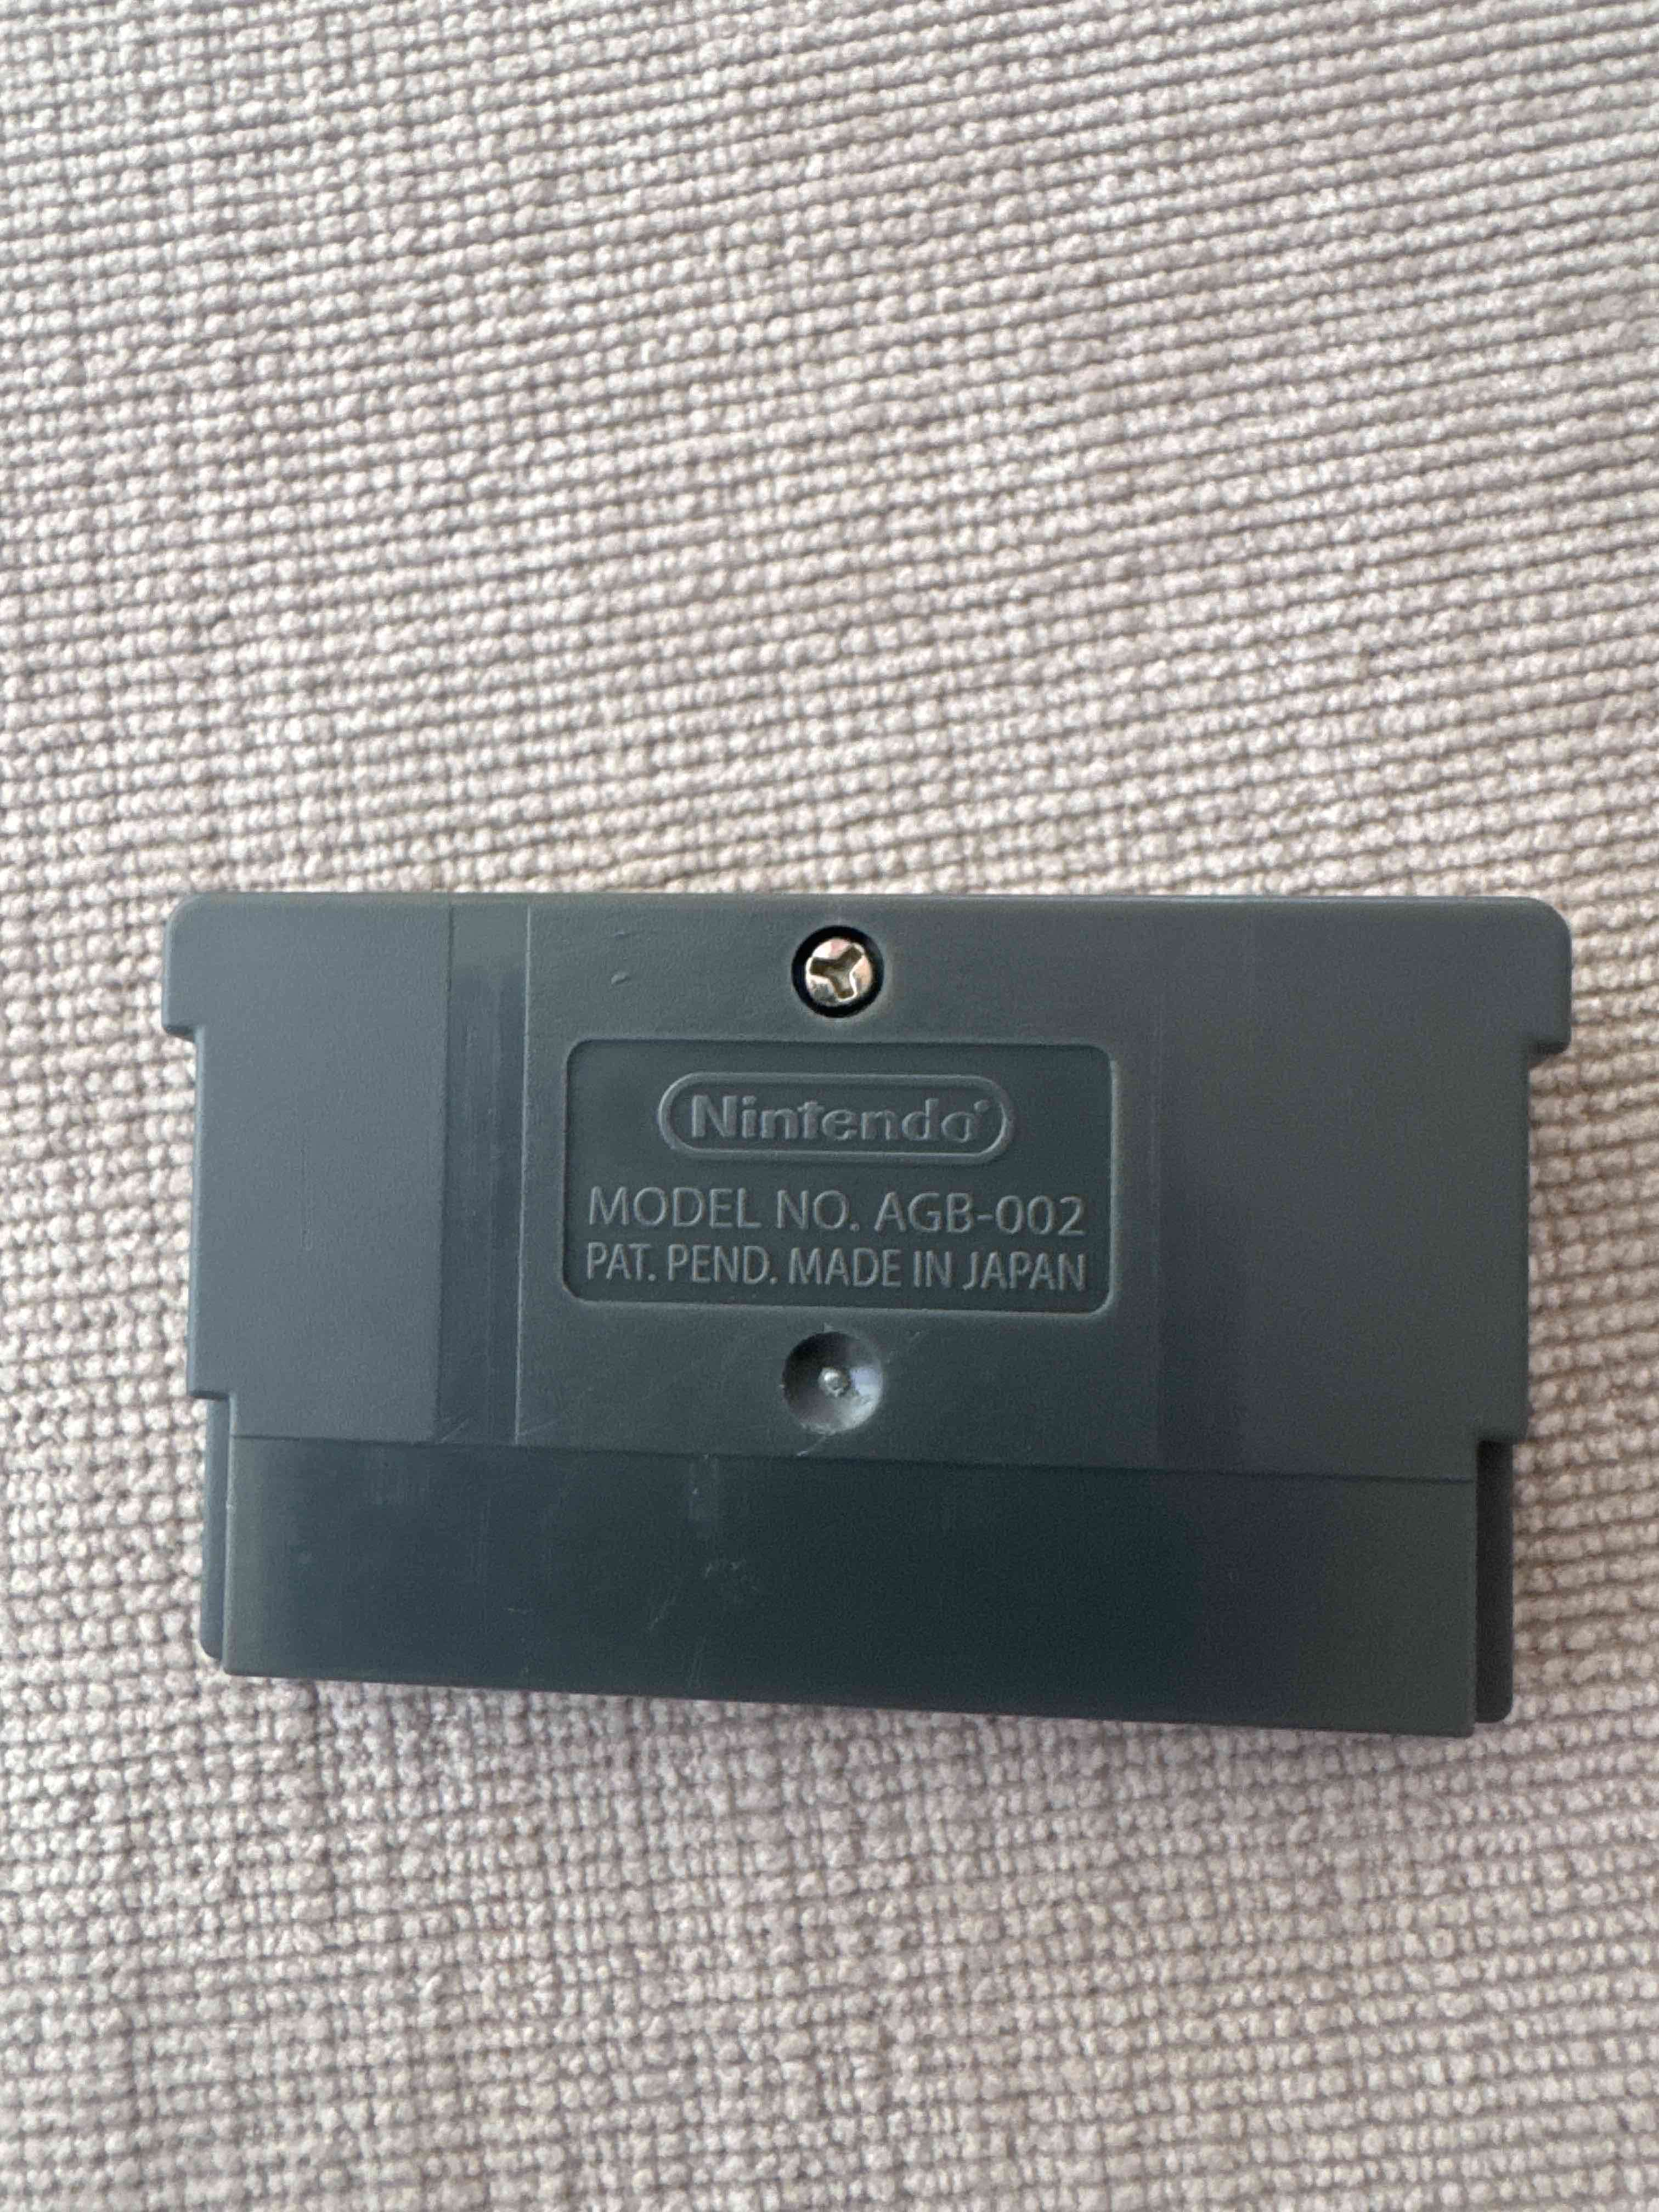 Nintendo®
MODEL NO. AGB-002
PAT. PEND. MADE IN JAPAN